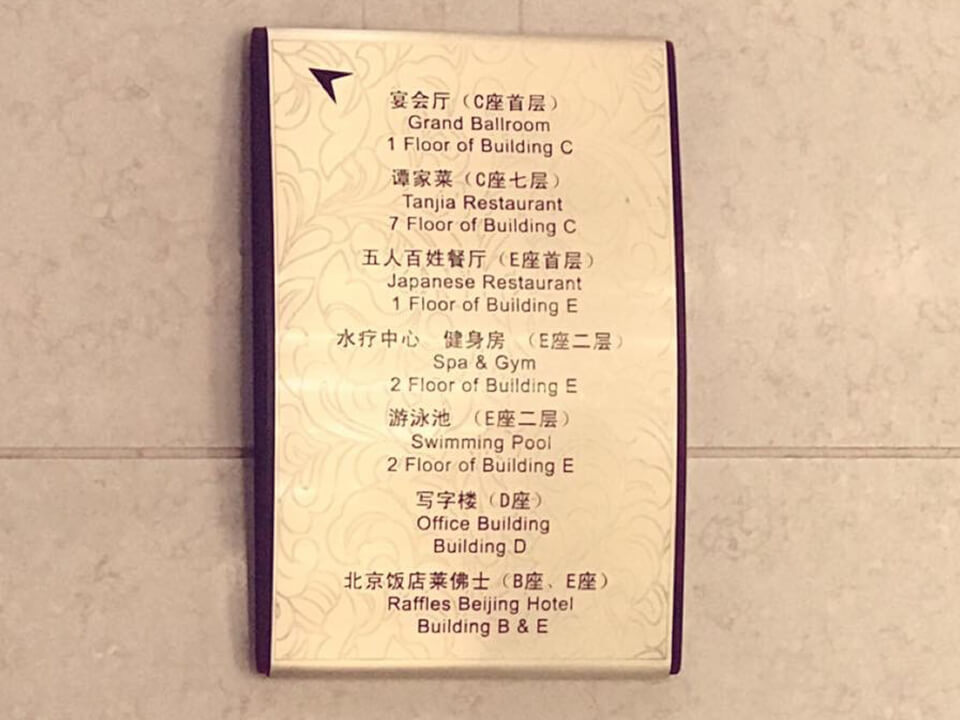 宴会厅（C座首层）
Grand Ballroom
1 Floor of Building C
谭家菜（C座七层）
Tanjia Restaurant
7 Floor of Building C
五人百姓餐厅（E座首层）
Japanese Restaurant
1 Floor of Building E
水疗中心　健身房　（E座二层）
Spa & Gym
2 Floor of Building E
游泳池　（E座二层）
Swimming Pool
2 Floor of Building E
写字楼（D座）
Office Building
Building D
北京饭店莱佛士（B座、E座）
Raffles Beijing Hotel
Building B & E